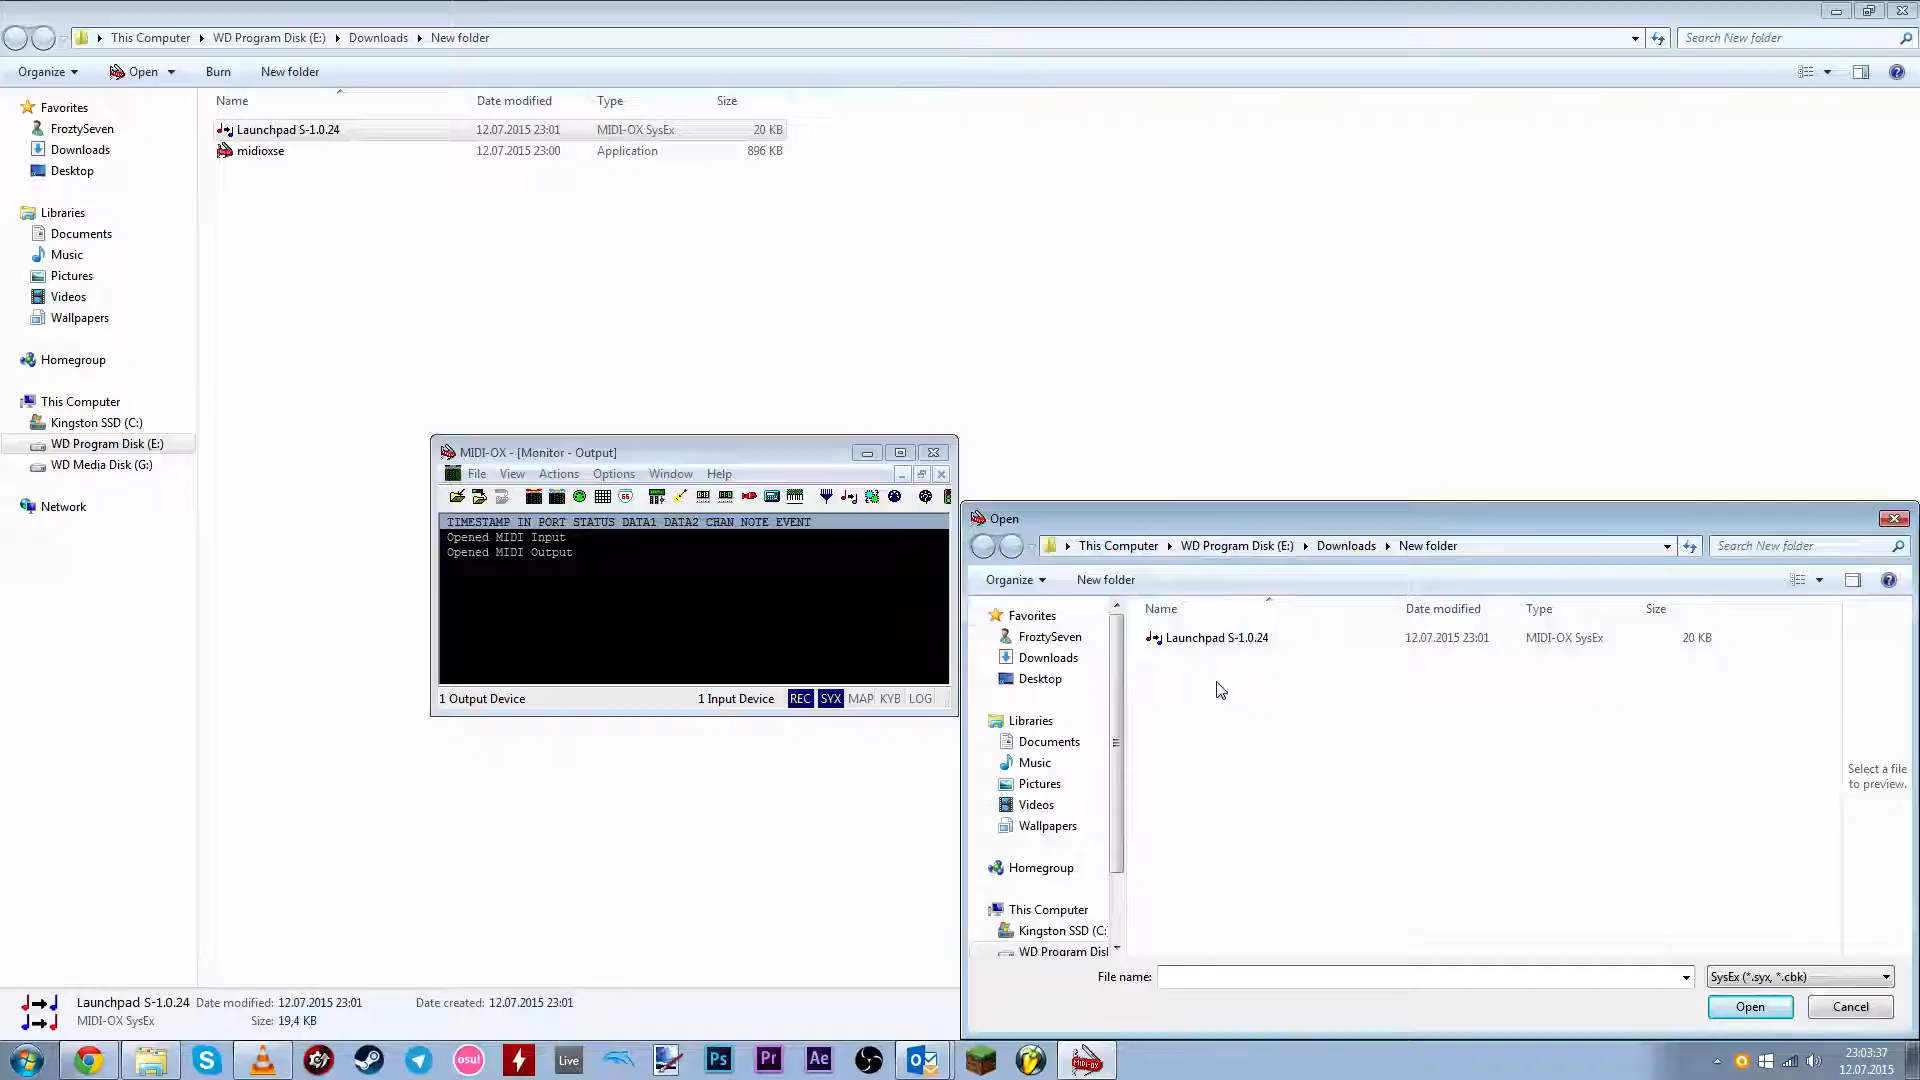 This Computer WD Program Disk (E:) Downloads New folder
Search New folder
Organize Open Burn New folder
Name Date modified Type Size
Favorites
FroztySeven
Downloads
Desktop
Libraries
Documents
Music
Pictures
Videos
Wallpapers
Homegroup
This Computer
Kingston SSD (C:)
WD Program Disk (E:)
WD Media Disk (G:)
Network
Launchpad S-1.0.24 12.07.2015 23:01 MIDI-OX SysEx 20 KB
midioxse 12.07.2015 23:00 Application 896 KB
MIDI-OX - [Monitor - Output]
File View Actions Options Window Help
TIMESTAMP IN PORT STATUS DATA1 DATA2 CHAN NOTE EVENT
Opened MIDI Input
Opened MIDI Output
1 Output Device 1 Input Device REC SYX MAP KYB LOG
Open
This Computer WD Program Disk (E:) Downloads New folder
Search New folder
Organize New folder
Name Date modified Type Size
Favorites
FroztySeven
Downloads
Desktop
Libraries
Documents
Music
Pictures
Videos
Wallpapers
Homegroup
This Computer
Kingston SSD (C:
WD Program Disk
Launchpad S-1.0.24 12.07.2015 23:01 MIDI-OX SysEx 20 KB
Select a file
to preview.
File name: SysEx (*.syx, *.cbk)
Open Cancel
Launchpad S-1.0.24 Date modified: 12.07.2015 23:01 Date created: 12.07.2015 23:01
MIDI-OX SysEx Size: 19,4 KB
osu! Live Ps Pr Ae MIDI-OX
23:03:37
12.07.2015